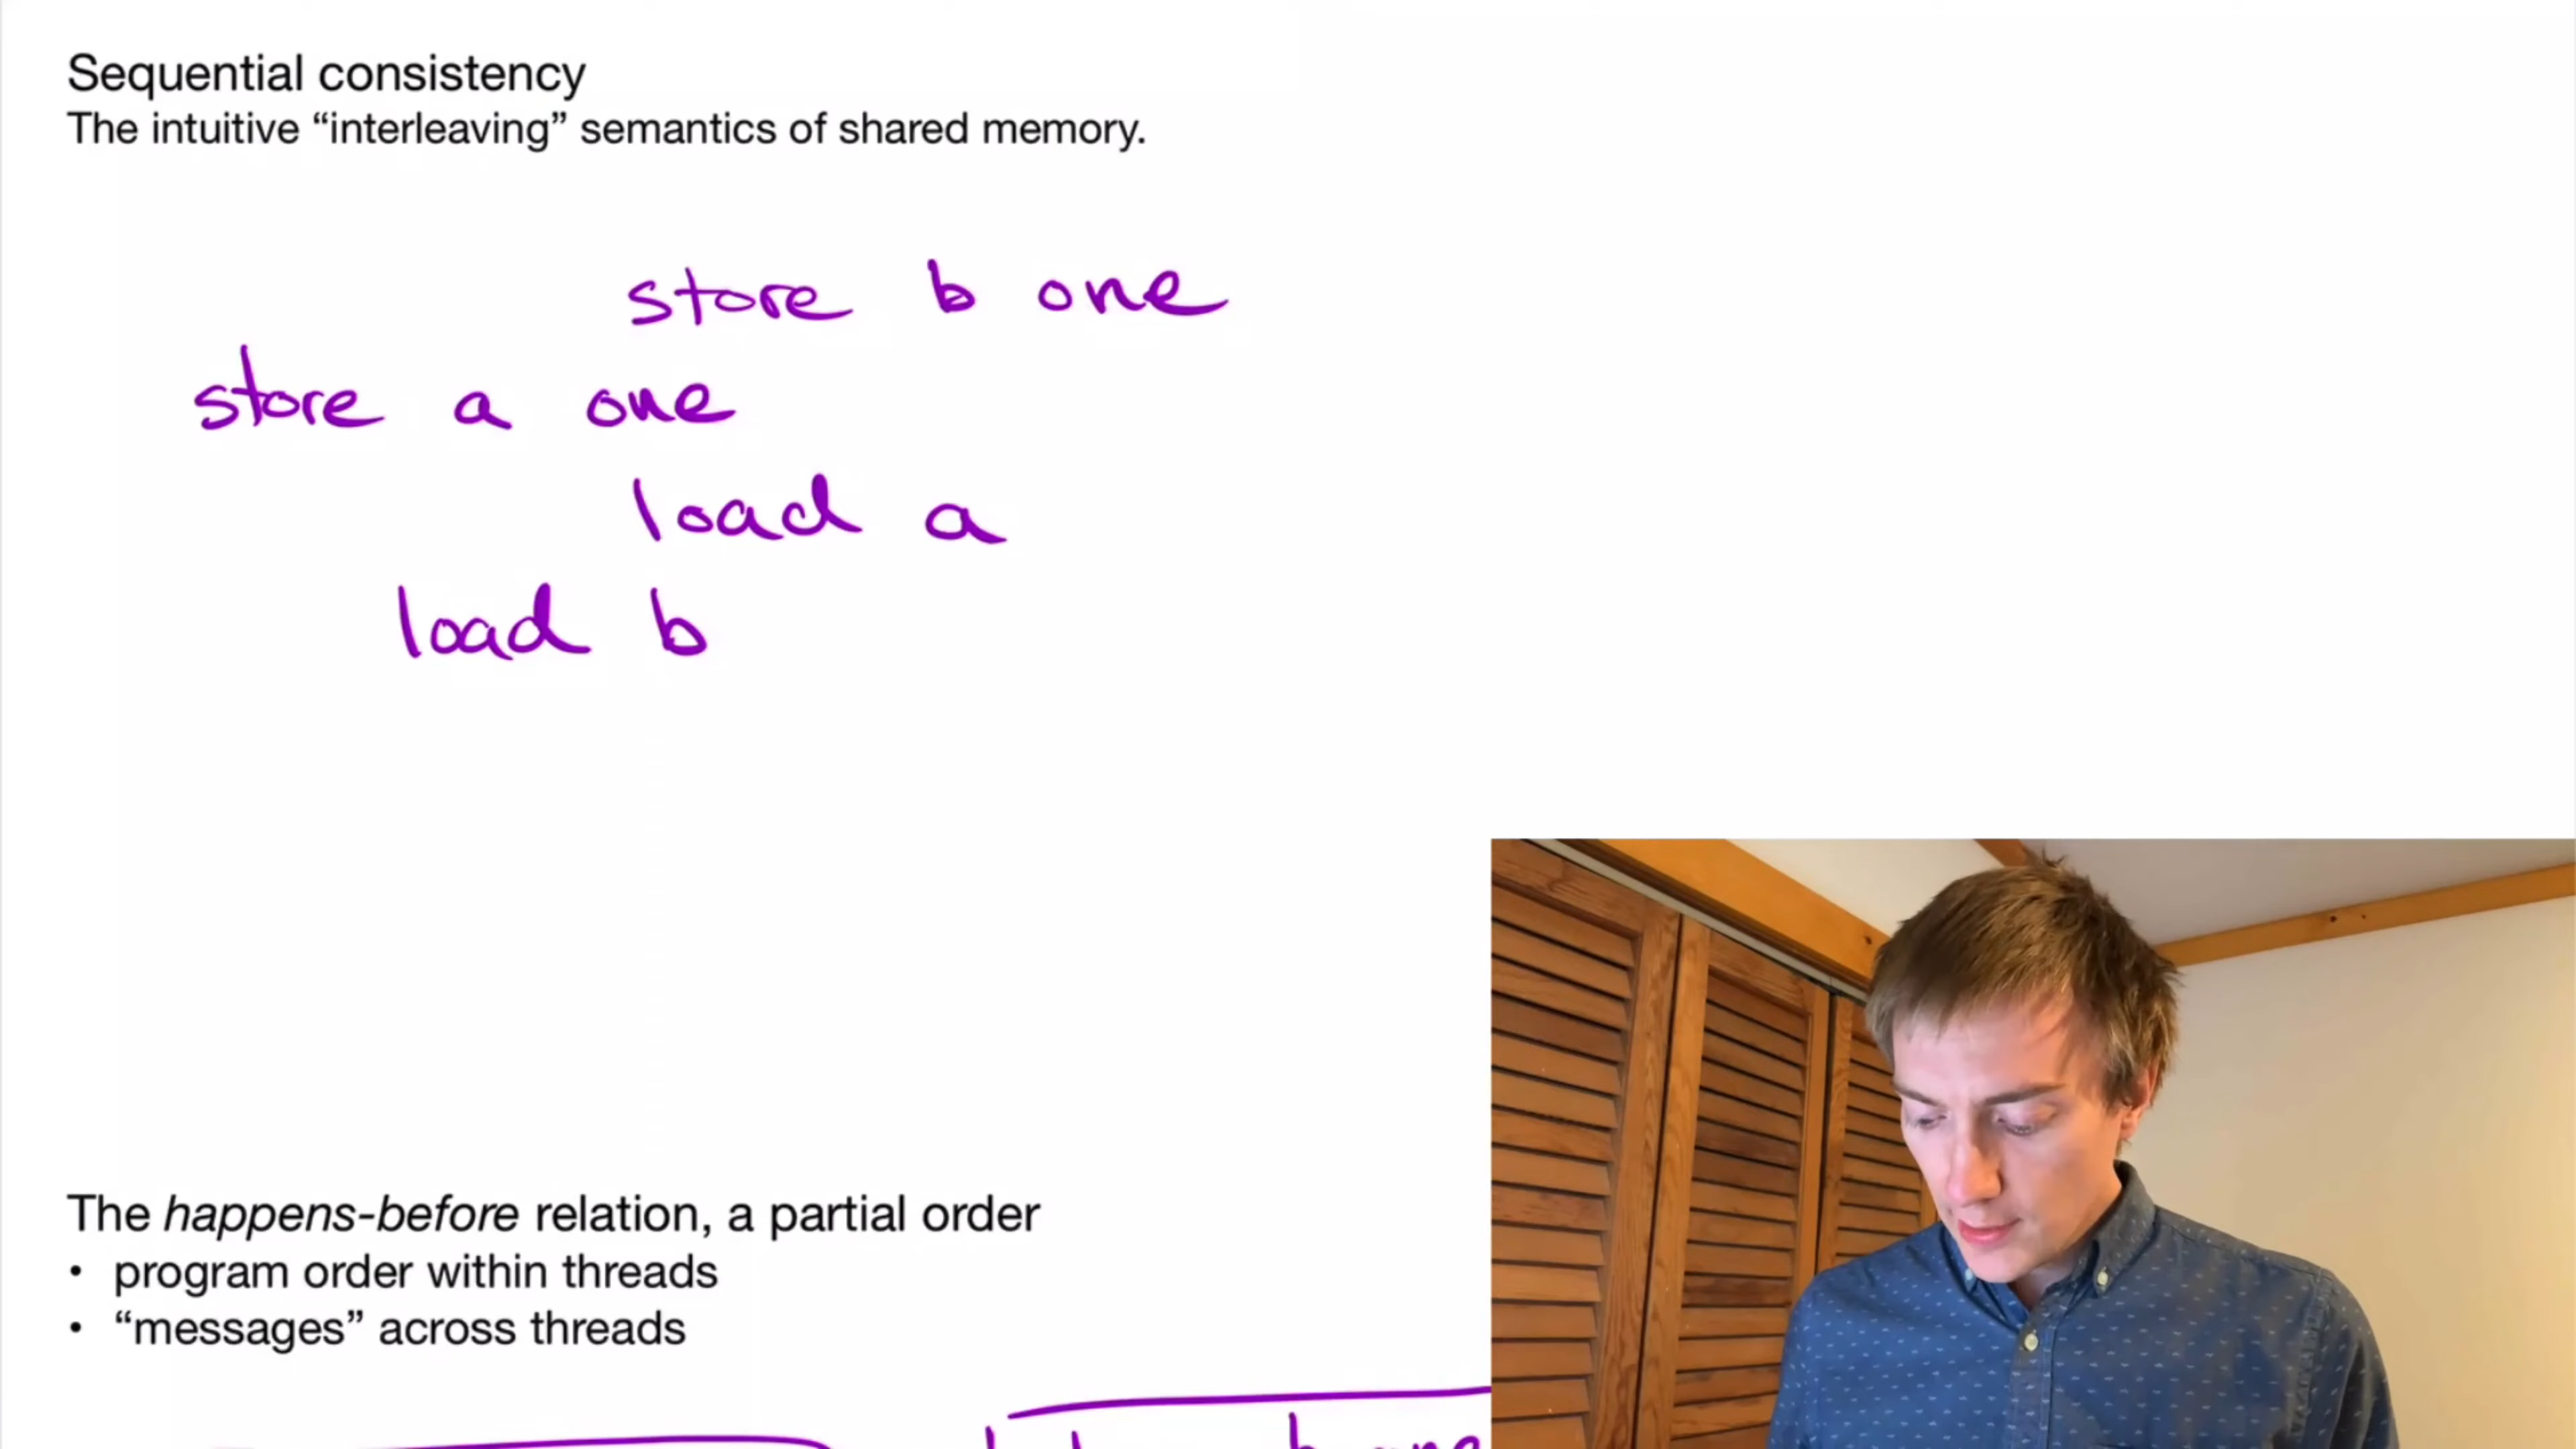 Sequential consistency
The intuitive “interleaving” semantics of shared memory.
store b one
store a one
load a
load b
The happens-before relation, a partial order
• program order within threads
• “messages” across threads